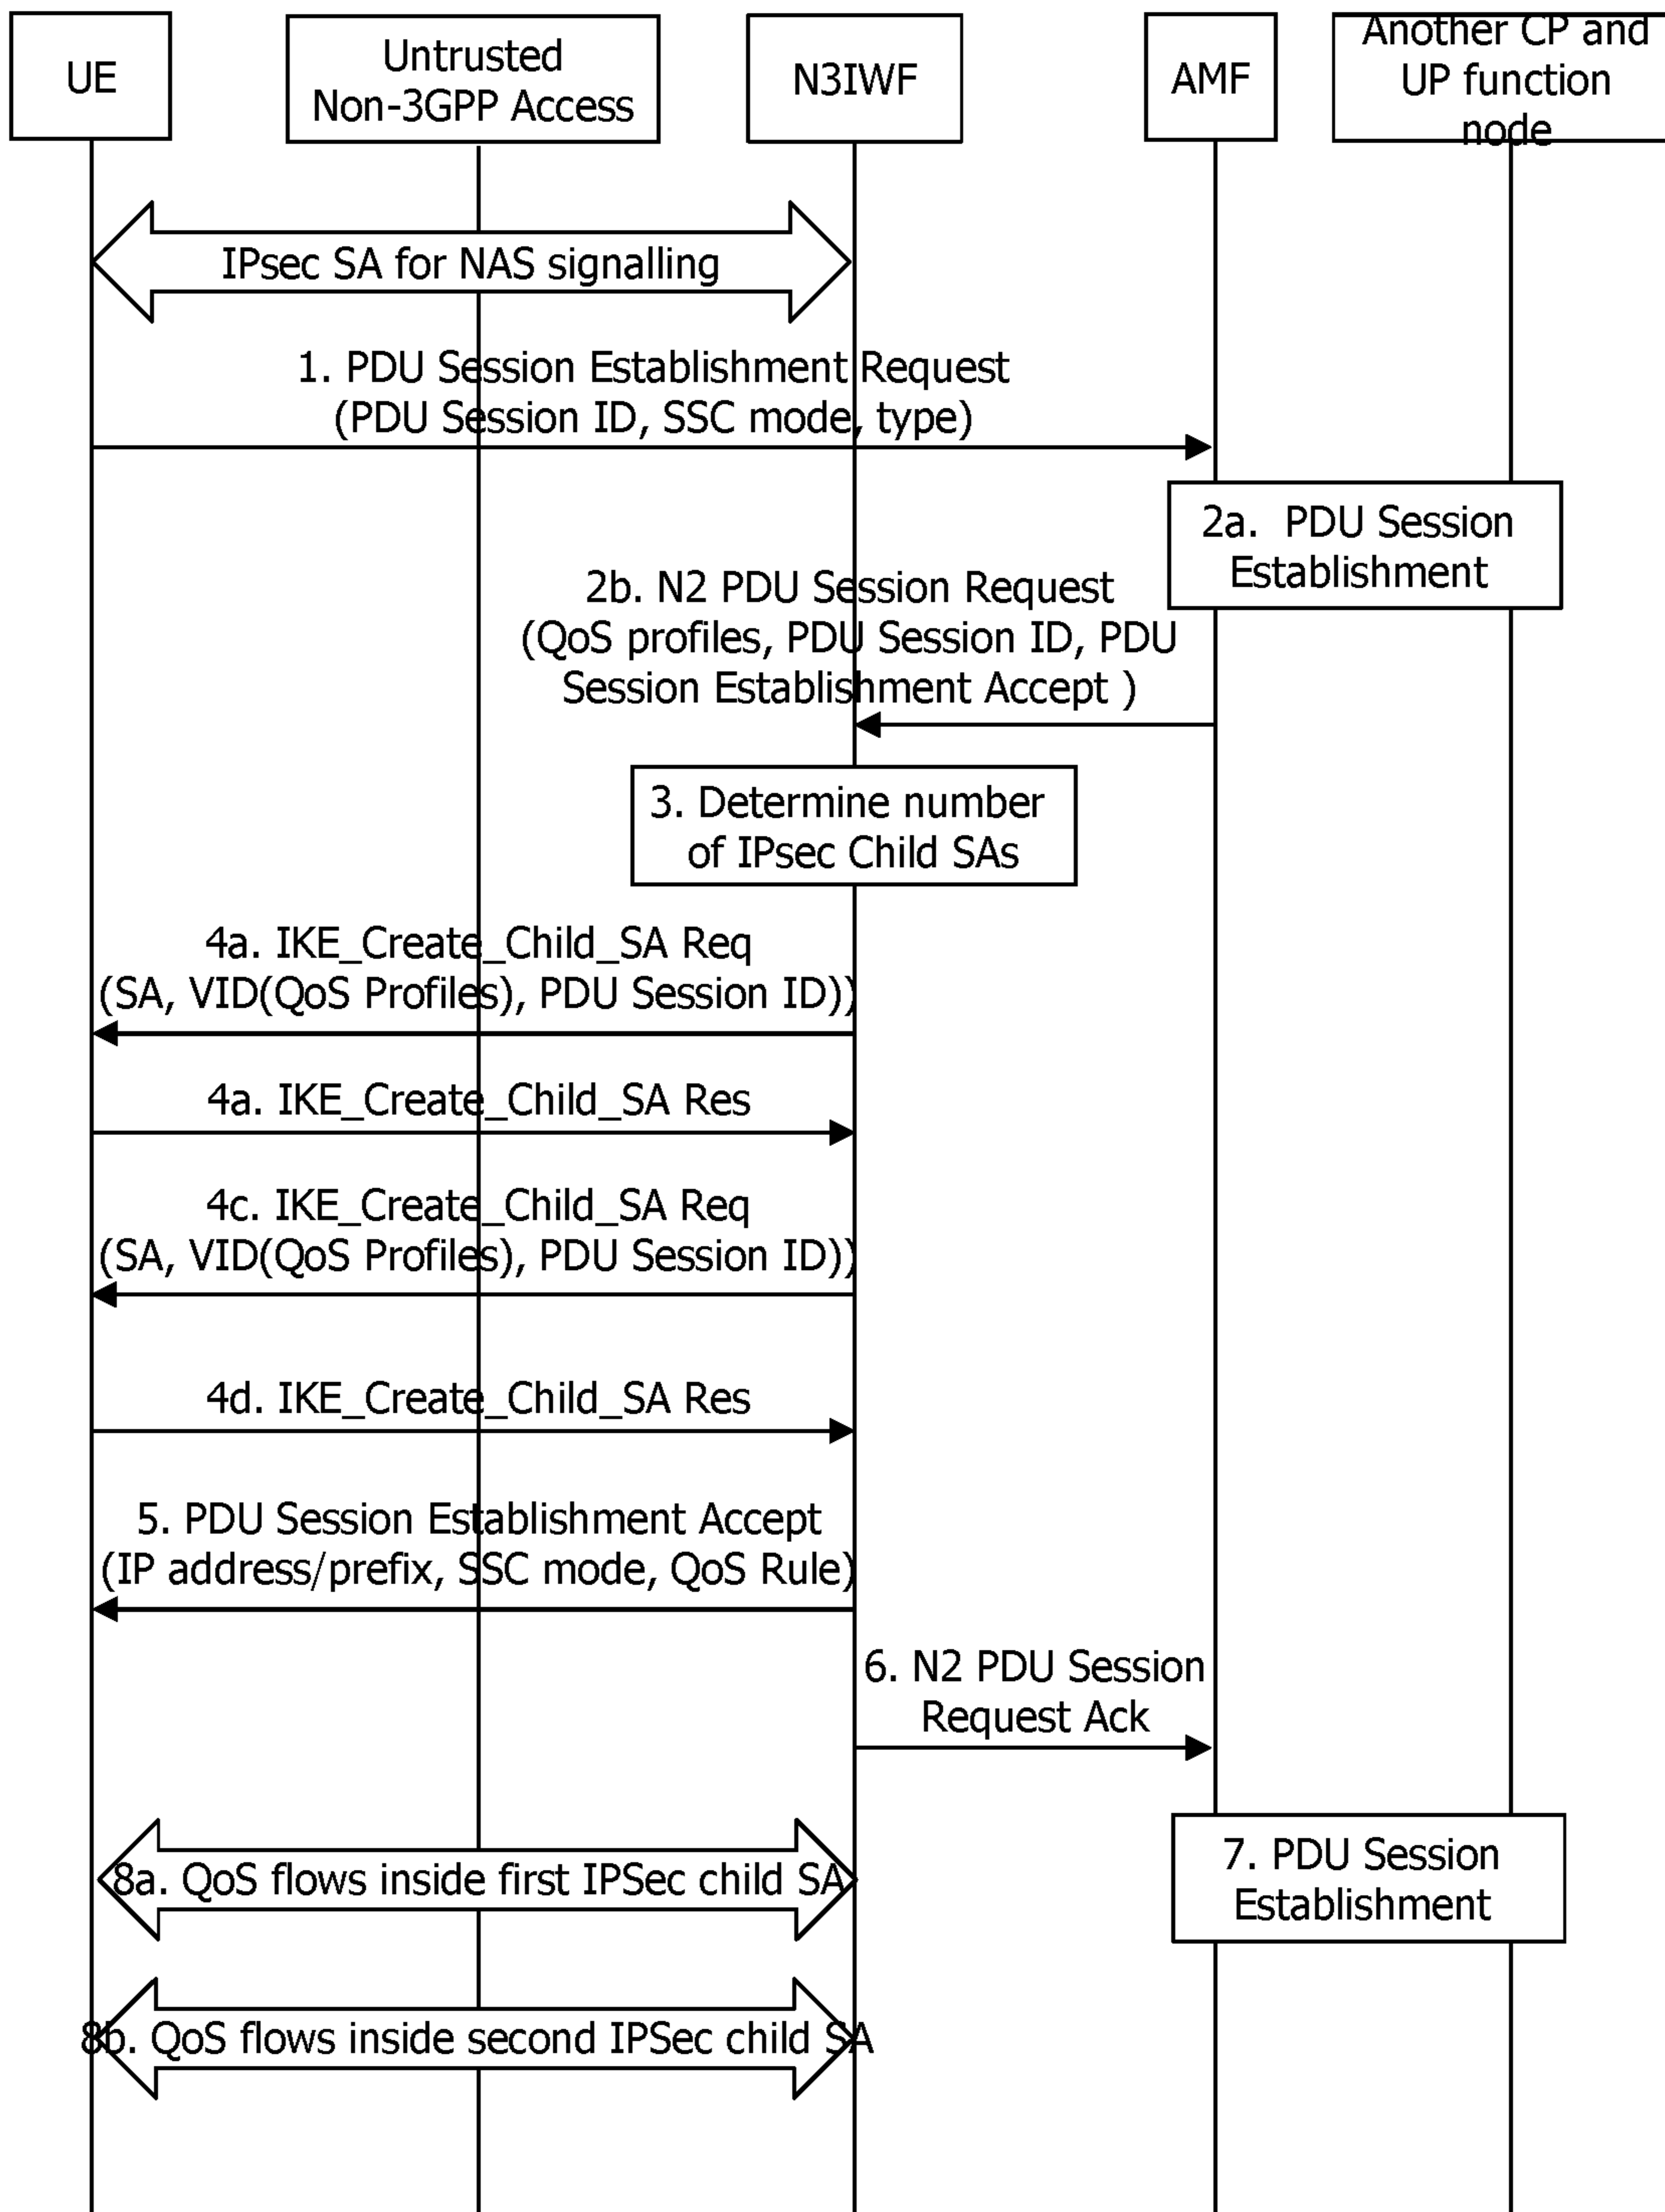 UE
Untrusted
Non-3GPP Access
N3IWF
AMF
Another CP and
UP function
node
IPsec SA for NAS signalling
1. PDU Session Establishment Request
(PDU Session ID, SSC mode, type)
2a. PDU Session
Establishment
2b. N2 PDU Session Request
(QoS profiles, PDU Session ID, PDU
Session Establishment Accept )
3. Determine number
of IPsec Child SAs
4a. IKE_Create_Child_SA Req
(SA, VID(QoS Profiles), PDU Session ID))
4a. IKE_Create_Child_SA Res
4c. IKE_Create_Child_SA Req
(SA, VID(QoS Profiles), PDU Session ID))
4d. IKE_Create_Child_SA Res
5. PDU Session Establishment Accept
(IP address/prefix, SSC mode, QoS Rule)
6. N2 PDU Session
Request Ack
7. PDU Session
Establishment
8a. QoS flows inside first IPSec child SA
8b. QoS flows inside second IPSec child SA